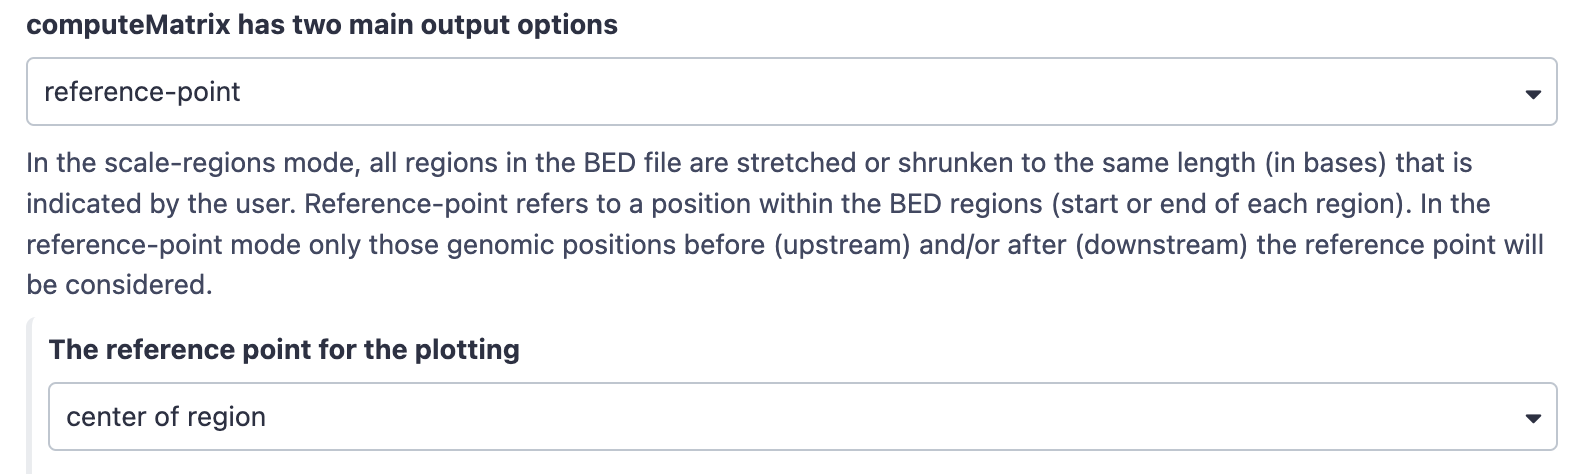 computeMatrix has two main output options
reference-point
In the scale-regions mode, all regions in the BED file are stretched or shrunken to the same length (in bases) that is
indicated by the user. Reference-point refers to a position within the BED regions (start or end of each region). In the
reference-point mode only those genomic positions before (upstream) and/or after (downstream) the reference point will
be considered.
The reference point for the plotting
center of region